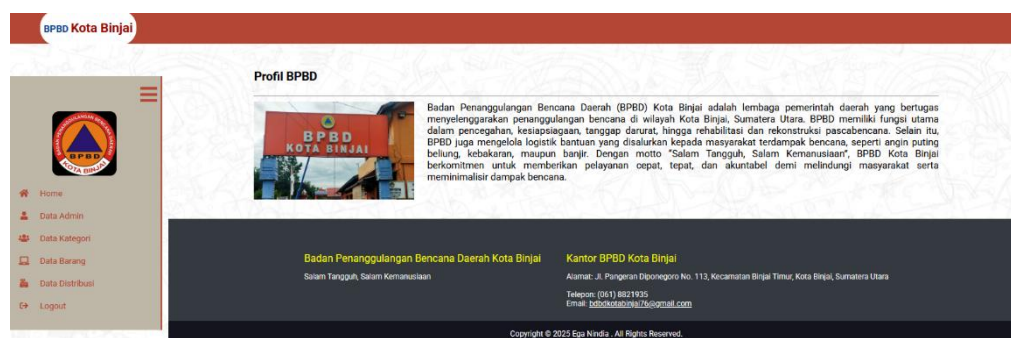 BPBD Kota Binjai
Profil BPBD
BPBD
KOTA BINJAI
Badan Penanggulangan Bencana Daerah (BPBD) Kota Binjai adalah lembaga pemerintah daerah yang bertugas
menyelenggarakan penanggulangan bencana di wilayah Kota Binjai, Sumatera Utara. BPBD memiliki fungsi utama
dalam pencegahan, kesiapsiagaan, tanggap darurat, hingga rehabilitasi dan rekonstruksi pascabencana. Selain itu,
BPBD juga mengelola logistik bantuan yang disalurkan kepada masyarakat terdampak bencana, seperti angin puting
beliung, kebakaran, maupun banjir. Dengan motto "Salam Tangguh, Salam Kemanusiaan", BPBD Kota Binjai
berkomitmen untuk memberikan pelayanan cepat, tepat, dan akuntabel demi melindungi masyarakat serta
meminimalisir dampak bencana.
BPBD
Home
Data Admin
Data Kategori
Data Barang
Data Distribusi
Logout
Badan Penanggulangan Bencana Daerah Kota Binjai
Salam Tangguh, Salam Kemanusiaan
Kantor BPBD Kota Binjai
Alamat: Jl. Pangeran Diponegoro No. 113, Kecamatan Binjai Timur, Kota Binjai, Sumatera Utara
Telepon: (061) 8821935
Email: bdbdkotabinjai76@gmail.com
Copyright © 2025 Ega Nindia . All Rights Reserved.